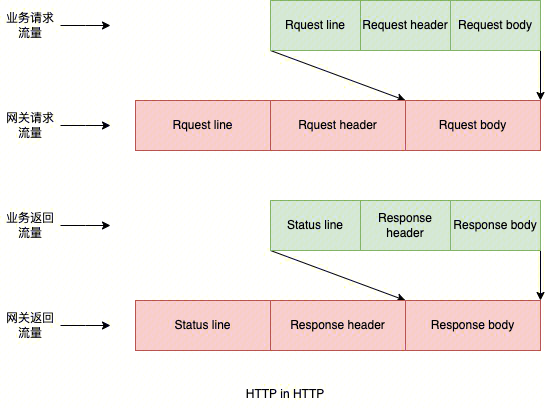 业务请求
流量
Rquest line
Request header
Request body
网关请求
流量
Rquest line
Rquest header
Rquest body
业务返回
流量
Status line
Response
header
Response body
网关返回
流量
Status line
Response header
Response body
HTTP in HTTP